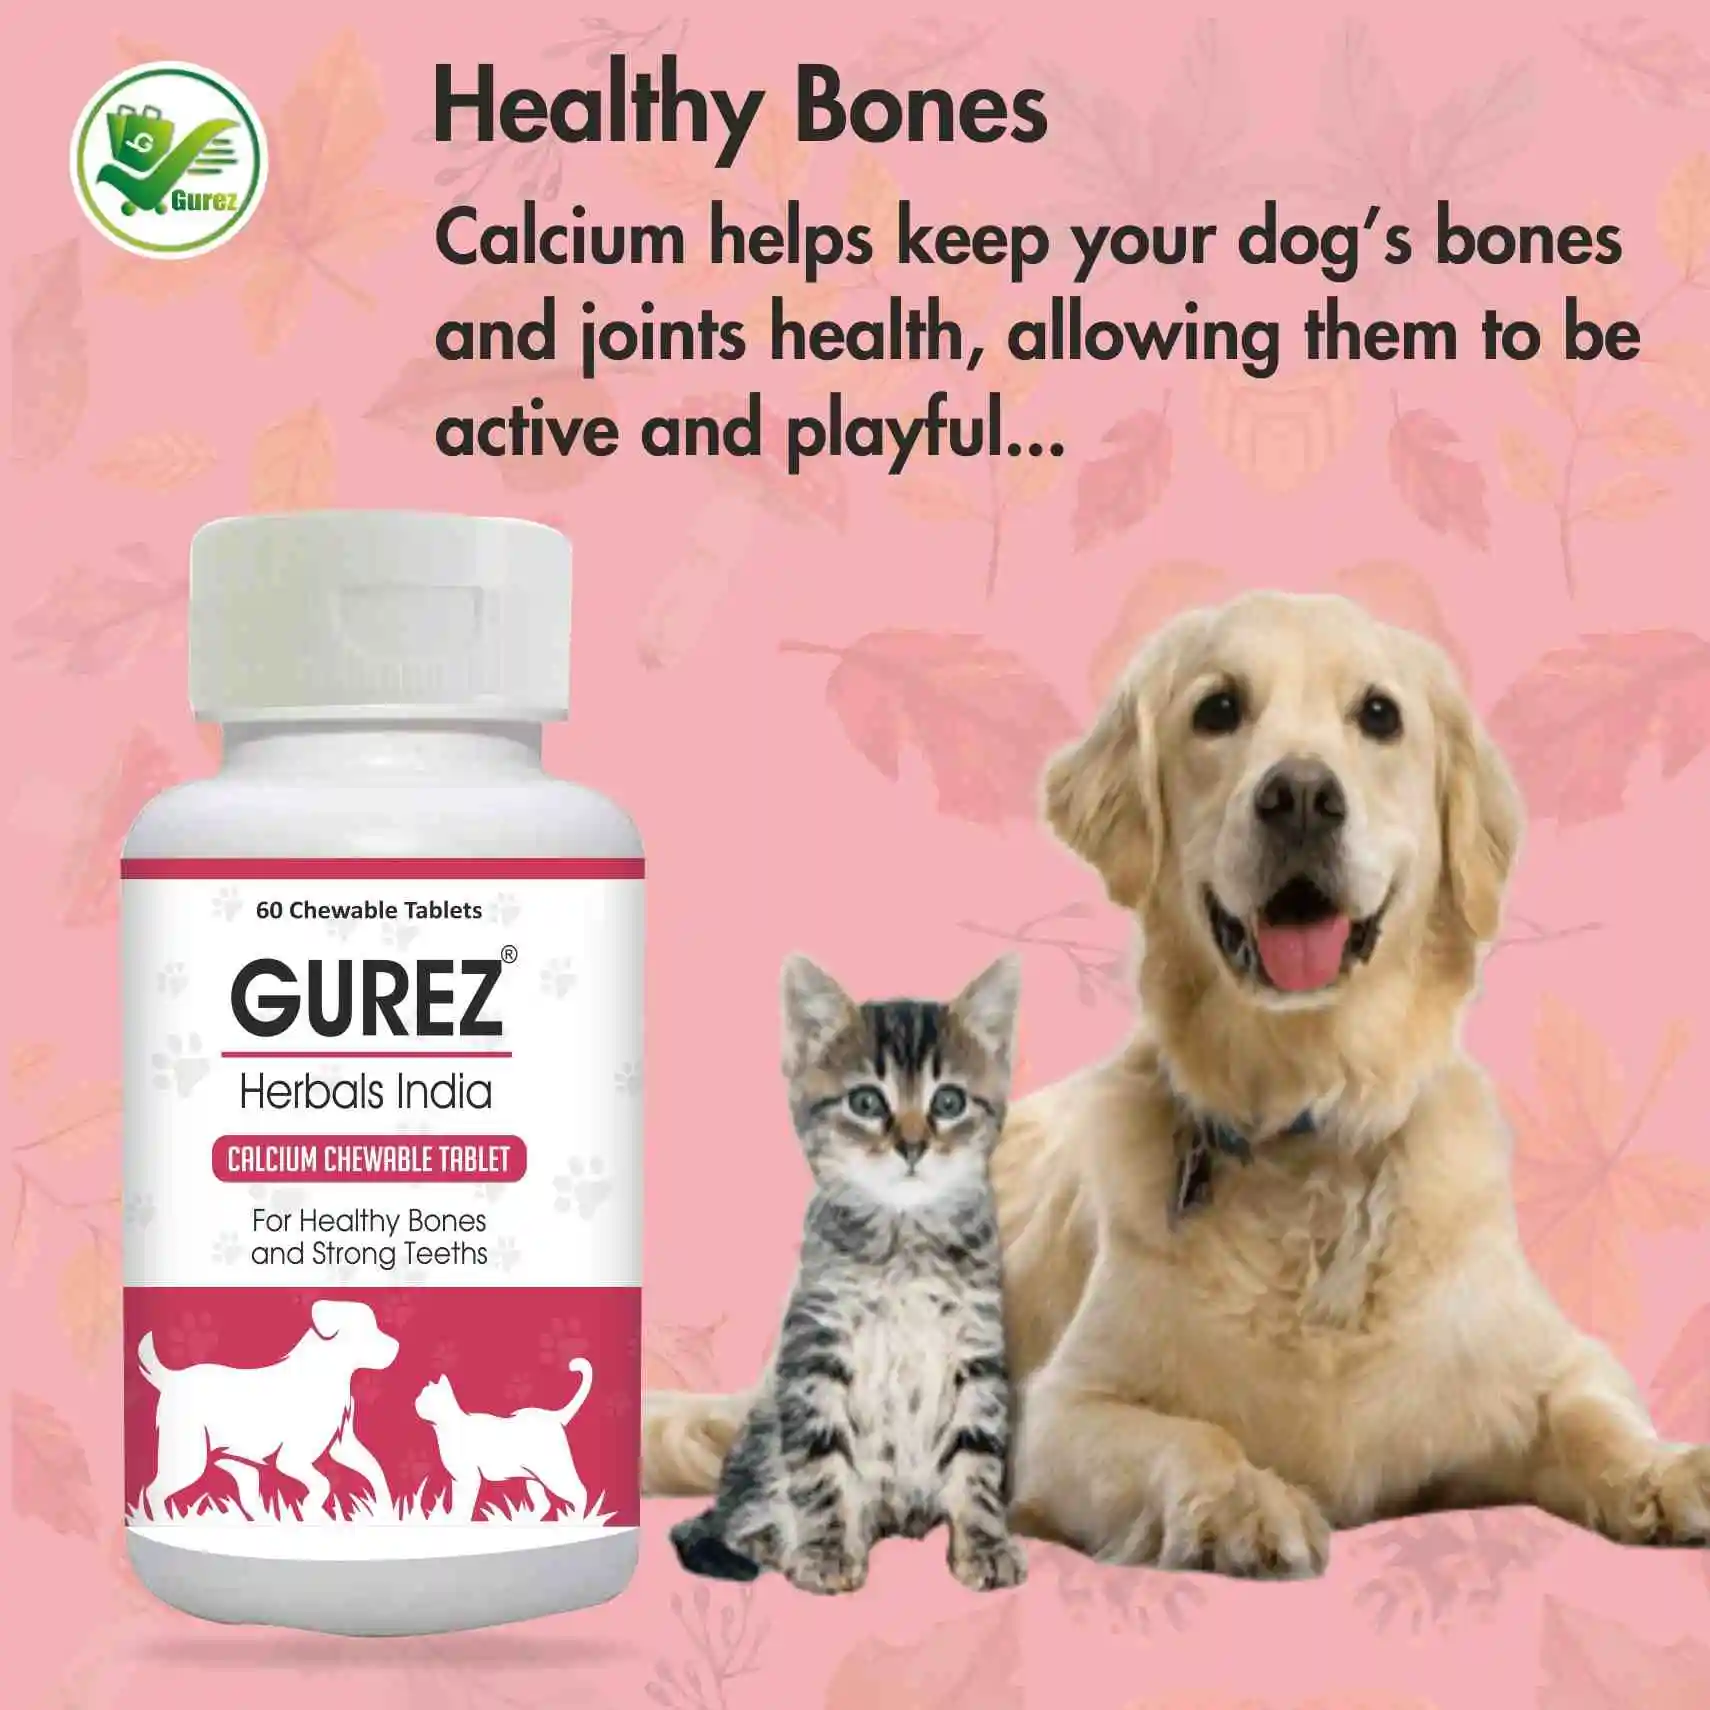 Gurez
Healthy Bones
Calcium helps keep your dog's bones
and joints health, allowing them to be
active and playful...
60 Chewable Tablets
GUREZ®
Herbals India
CALCIUM CHEWABLE TABLET
For Healthy Bones
and Strong Teeths